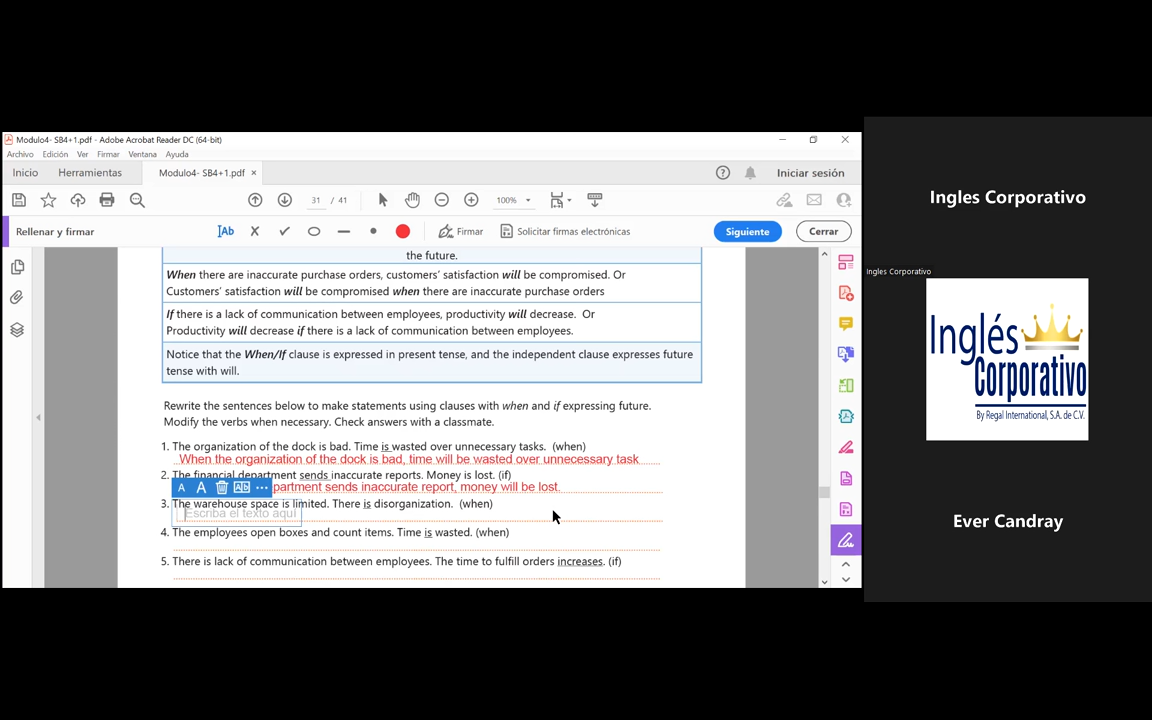 Modulo4- SB4+1.pdf - Adobe Acrobat Reader DC (64-bit)
Archivo Edición Ver Firmar Ventana Ayuda
Inicio Herramientas Modulo4- SB4+1.pdf × Iniciar sesión
31 / 41 100%
Rellenar y firmar Ab Firmar Solicitar firmas electrónicas Siguiente Cerrar
the future.
When there are inaccurate purchase orders, customers' satisfaction will be compromised. Or
Customers' satisfaction will be compromised when there are inaccurate purchase orders
If there is a lack of communication between employees, productivity will decrease. Or
Productivity will decrease if there is a lack of communication between employees.
Notice that the When/If clause is expressed in present tense, and the independent clause expresses future
tense with will.
Rewrite the sentences below to make statements using clauses with when and if expressing future.
Modify the verbs when necessary. Check answers with a classmate.
1. The organization of the dock is bad. Time is wasted over unnecessary tasks. (when)
When the organization of the dock is bad, time will be wasted over unnecessary task
2. The financial department sends inaccurate reports. Money is lost. (if)
A A Ab ...
partment sends inaccurate report, money will be lost.
3. The warehouse space is limited. There is disorganization. (when)
Escriba el texto aquí
4. The employees open boxes and count items. Time is wasted. (when)
5. There is lack of communication between employees. The time to fulfill orders increases. (if)
Ingles Corporativo
Ingles Corporativo
Inglés
Corporativo
By Regal International, S.A. de C.V.
Ever Candray